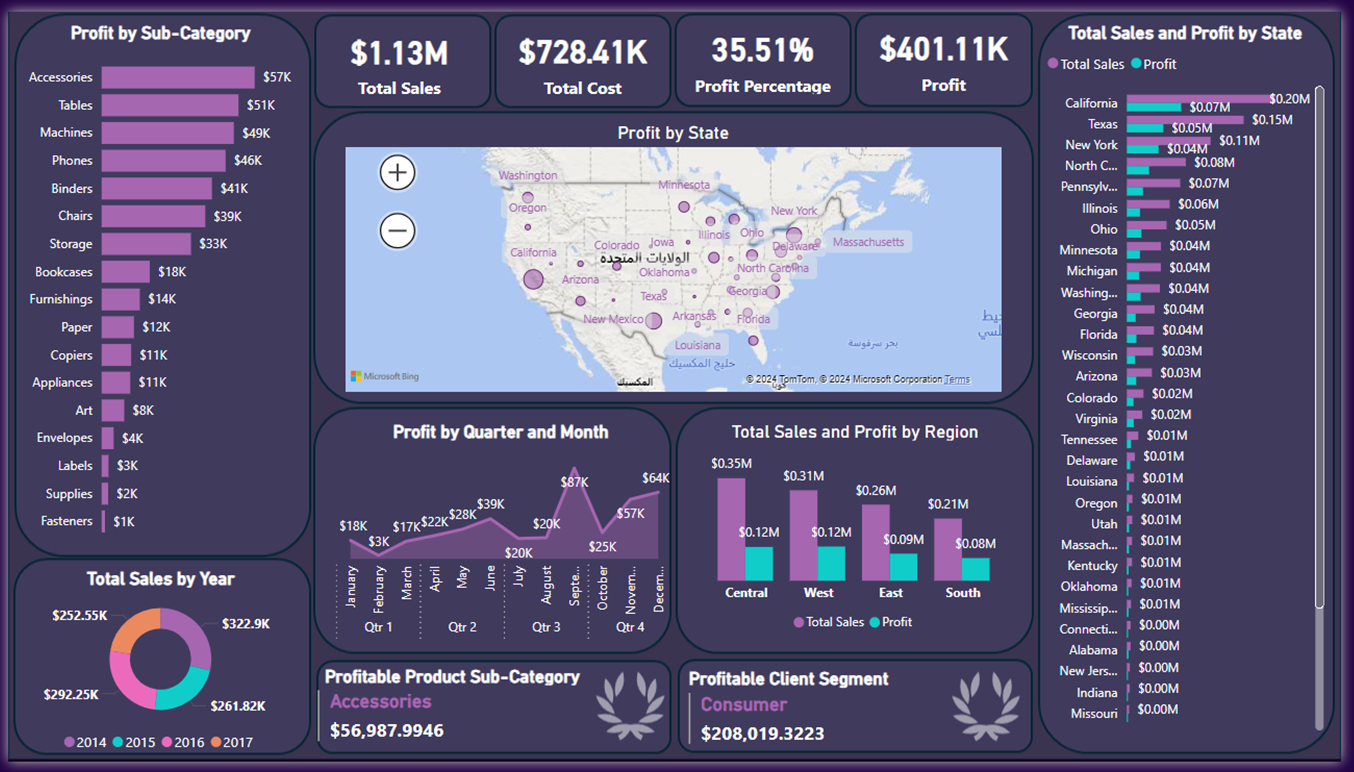 Profit by Sub-Category
Accessories $57K
Tables $51K
Machines $49K
Phones $46K
Binders $41K
Chairs $39K
Storage $33K
Bookcases $18K
Furnishings $14K
Paper $12K
Copiers $11K
Appliances $11K
Art $8K
Envelopes $4K
Labels $3K
Supplies $2K
Fasteners $1K
Total Sales by Year
$252.55K
$322.9K
$292.25K
$261.82K
2014 2015 2016 2017
$1.13M
Total Sales
$728.41K
Total Cost
35.51%
Profit Percentage
$401.11K
Profit
Profit by State
Washington
Minnesota
Oregon
New York
Illinois Ohio
Massachusetts
Colorado Iowa
Delaware
California
الولايات المتحدة
Oklahoma
North Carolina
Arizona
Texas
Georgia
New Mexico
Arkansas
Florida
Louisiana
بحر سرقوسة
خليج المكسيك
المكسيك
كوبا
Microsoft Bing
© 2024 TomTom, © 2024 Microsoft Corporation Terms
Profit by Quarter and Month
$18K
$3K
$17K
$22K
$28K
$39K
$20K
$20K
$87K
$25K
$57K
$64K
January
February
March
April
May
June
July
August
Septe...
October
Novem...
Decem...
Qtr 1
Qtr 2
Qtr 3
Qtr 4
Total Sales and Profit by Region
$0.35M
$0.12M
$0.31M
$0.12M
$0.26M
$0.09M
$0.21M
$0.08M
Central
West
East
South
Total Sales Profit
Profitable Product Sub-Category
Accessories
$56,987.9946
Profitable Client Segment
Consumer
$208,019.3223
Total Sales and Profit by State
Total Sales Profit
California $0.20M
$0.07M
Texas $0.15M
$0.05M
New York $0.11M
$0.04M
North C... $0.08M
Pennsylv... $0.07M
Illinois $0.06M
Ohio $0.05M
Minnesota $0.04M
Michigan $0.04M
Washing... $0.04M
Georgia $0.04M
Florida $0.04M
Wisconsin $0.03M
Arizona $0.03M
Colorado $0.02M
Virginia $0.02M
Tennessee $0.01M
Delaware $0.01M
Louisiana $0.01M
Oregon $0.01M
Utah $0.01M
Massach... $0.01M
Kentucky $0.01M
Oklahoma $0.01M
Mississip... $0.01M
Connecti... $0.00M
Alabama $0.00M
New Jers... $0.00M
Indiana $0.00M
Missouri $0.00M